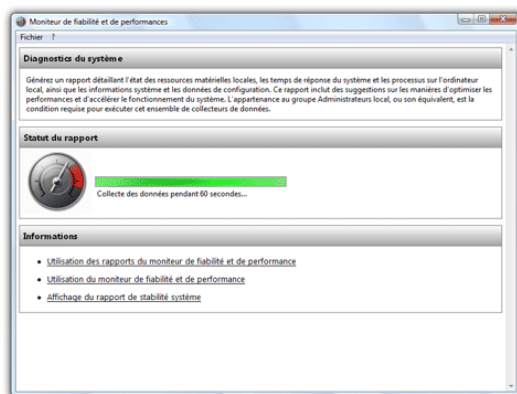 Moniteur de fiabilité et de performances
Fichier ?
Diagnostics du système
Générez un rapport détaillant l'état des ressources matérielles locales, les temps de réponse du système et les processus sur l'ordinateur
local, ainsi que les informations système et les données de configuration. Ce rapport inclut des suggestions sur les manières d'optimiser les
performances et d'accélérer le fonctionnement du système. L'appartenance au groupe Administrateurs local, ou son équivalent, est la
condition requise pour exécuter cet ensemble de collecteurs de données.
Statut du rapport
Collecte des données pendant 60 secondes...
Informations
• Utilisation des rapports du moniteur de fiabilité et de performance
• Utilisation du moniteur de fiabilité et de performance
• Affichage du rapport de stabilité système